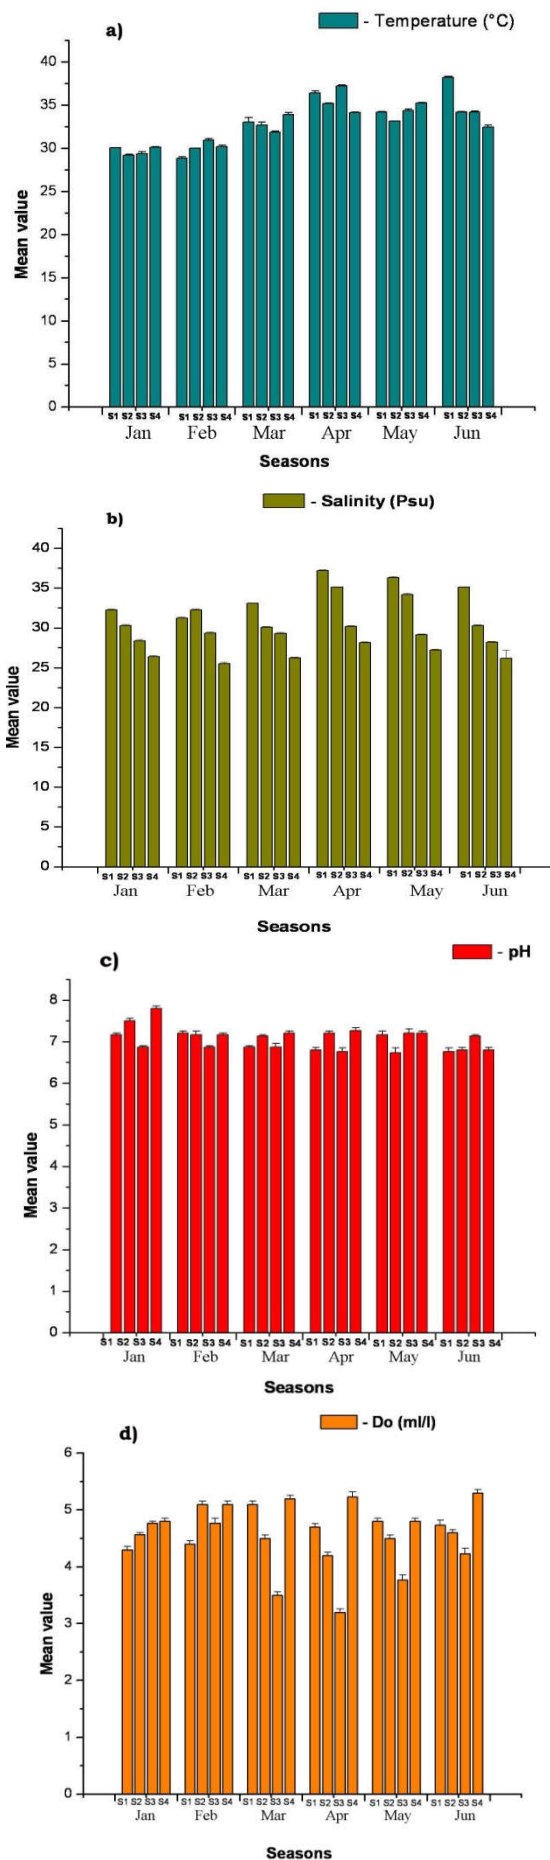 a)
- Temperature (°C)
40
35
30
25
20
15
10
5
0
Mean value
S1 S2 S3 S4 S1 S2 S3 S4 S1 S2 S3 S4 S1 S2 S3 S4 S1 S2 S3 S4 S1 S2 S3 S4
Jan Feb Mar Apr May Jun
Seasons
b)
- Salinity (Psu)
40
35
30
25
20
15
10
5
0
Mean value
S1 S2 S3 S4 S1 S2 S3 S4 S1 S2 S3 S4 S1 S2 S3 S4 S1 S2 S3 S4 S1 S2 S3 S4
Jan Feb Mar Apr May Jun
Seasons
c)
- pH
8
7
6
5
4
3
2
1
0
Mean value
S1 S2 S3 S4 S1 S2 S3 S4 S1 S2 S3 S4 S1 S2 S3 S4 S1 S2 S3 S4 S1 S2 S3 S4
Jan Feb Mar Apr May Jun
Seasons
d)
- Do (ml/l)
6
5
4
3
2
1
0
Mean value
S1 S2 S3 S4 S1 S2 S3 S4 S1 S2 S3 S4 S1 S2 S3 S4 S1 S2 S3 S4 S1 S2 S3 S4
Jan Feb Mar Apr May Jun
Seasons